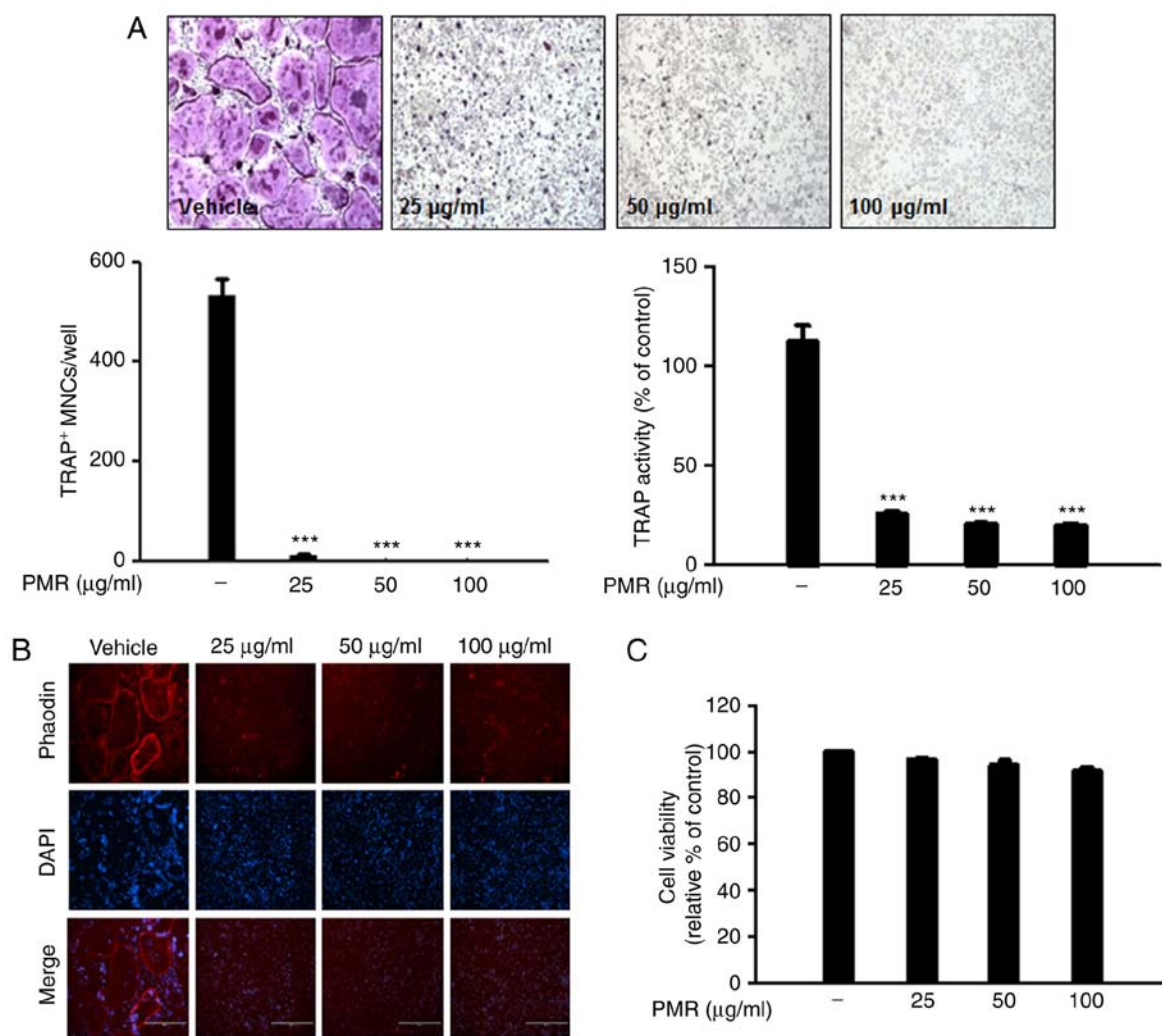 A
Vehicle
25 µg/ml
50 µg/ml
100 µg/ml
600
400
200
0
TRAP+ MNCs/well
***
***
***
PMR (µg/ml)
–
25
50
100
150
100
50
0
TRAP activity (% of control)
***
***
***
–
25
50
100
B
Vehicle
25 µg/ml
50 µg/ml
100 µg/ml
Phaodin
DAPI
Merge
C
120
100
80
60
40
20
0
Cell viability
(relative % of control)
PMR (µg/ml)
–
25
50
100